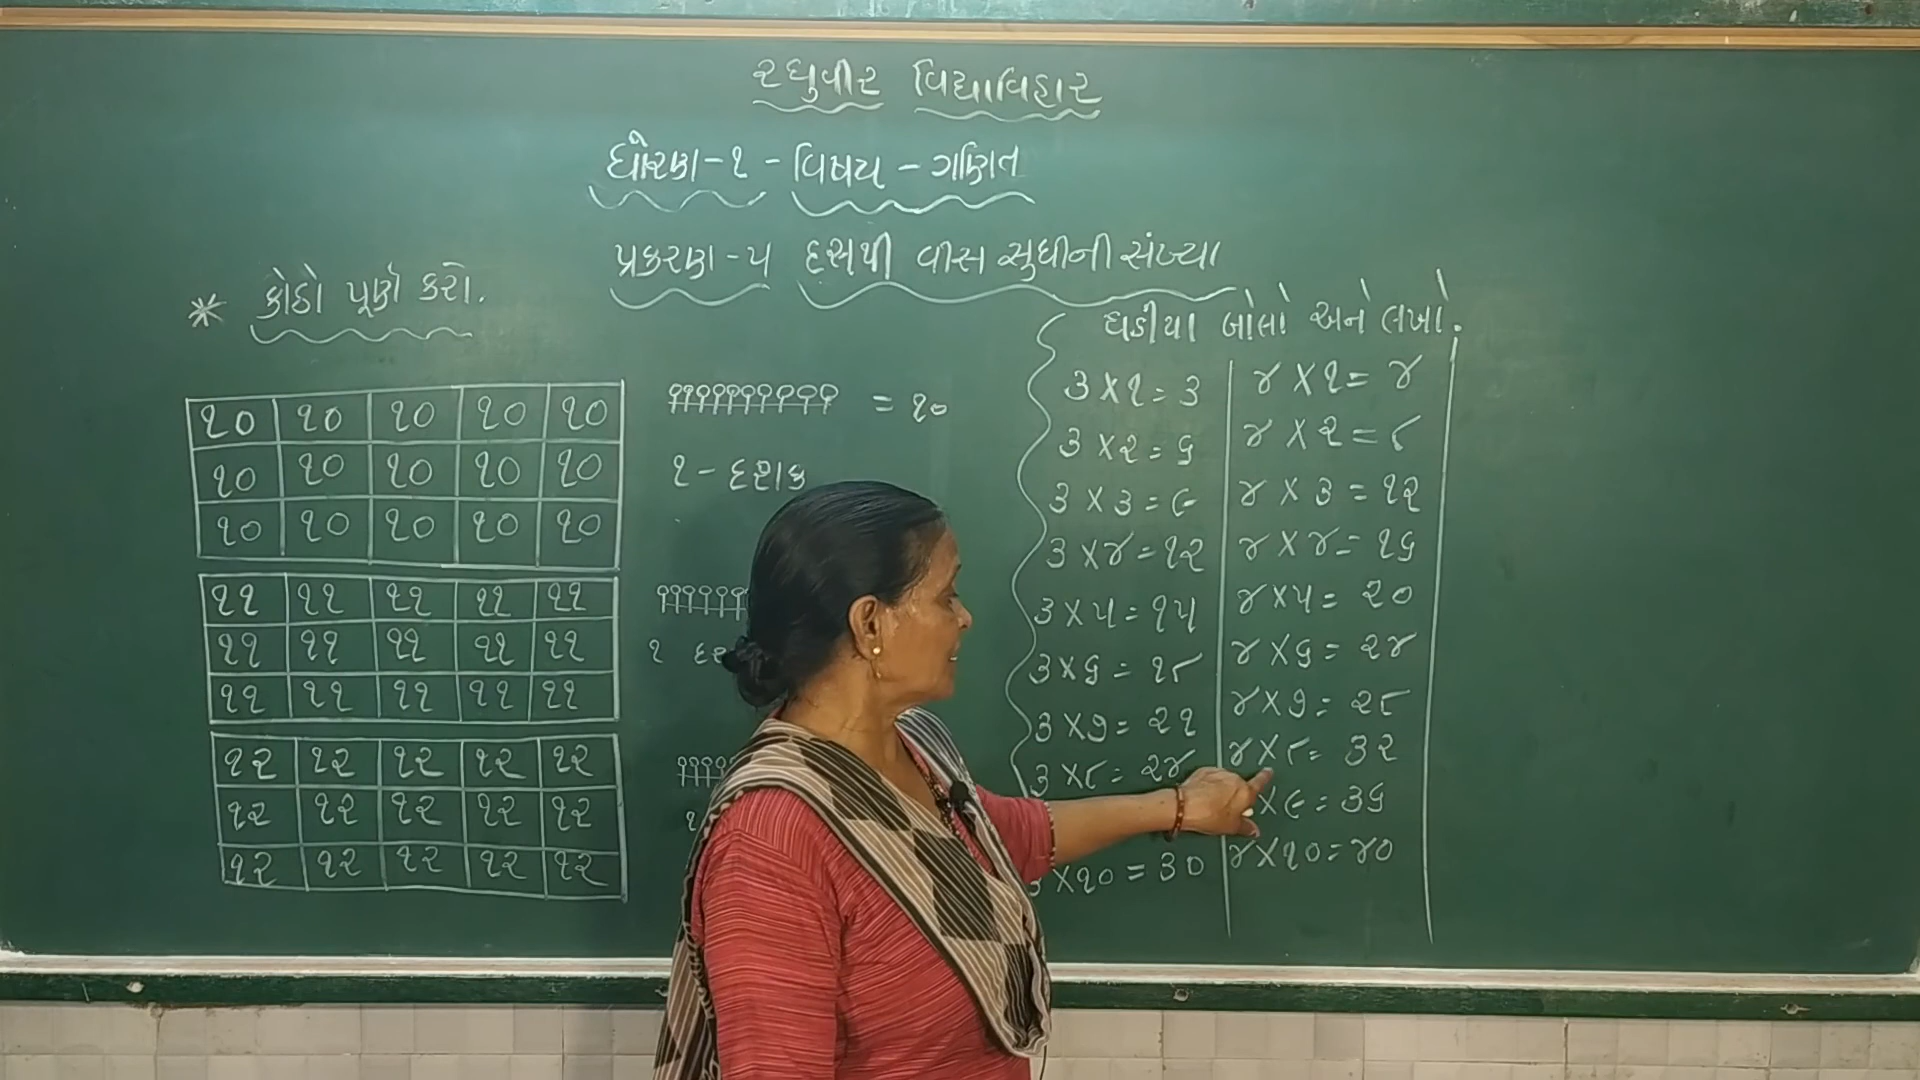 રઘુવીર વિદ્યાવિહાર
ધોરણ-૧ - વિષય - ગણિત
પ્રકરણ - ૫ દસથી વીસ સુધીની સંખ્યા
* કોઠો પૂર્ણ કરો.
૧૦ ૧૦ ૧૦ ૧૦ ૧૦
૧૦ ૧૦ ૧૦ ૧૦ ૧૦
૧૦ ૧૦ ૧૦ ૧૦ ૧૦
૧૧ ૧૧ ૧૧ ૧૧ ૧૧
૧૧ ૧૧ ૧૧ ૧૧ ૧૧
૧૧ ૧૧ ૧૧ ૧૧ ૧૧
૧૨ ૧૨ ૧૨ ૧૨ ૧૨
૧૨ ૧૨ ૧૨ ૧૨ ૧૨
૧૨ ૧૨ ૧૨ ૧૨ ૧૨
= ૧૦
૧ - દશક
૧
૧
ઘડીયા બોલો અને લખો.
૩ X ૧ = ૩
૩ X ૨ = ૬
૩ X ૩ = ૯
૩ X ૪ = ૧૨
૩ X ૫ = ૧૫
૩ X ૬ = ૧૮
૩ X ૭ = ૨૧
૩ X ૮ = ૨૪
૩ X ૧૦ = ૩૦
૪ X ૧ = ૪
૪ X ૨ = ૮
૪ X ૩ = ૧૨
૪ X ૪ = ૧૬
૪ X ૫ = ૨૦
૪ X ૬ = ૨૪
૪ X ૭ = ૨૮
૪ X ૮ = ૩૨
X ૯ = ૩૬
૪ X ૧૦ = ૪૦